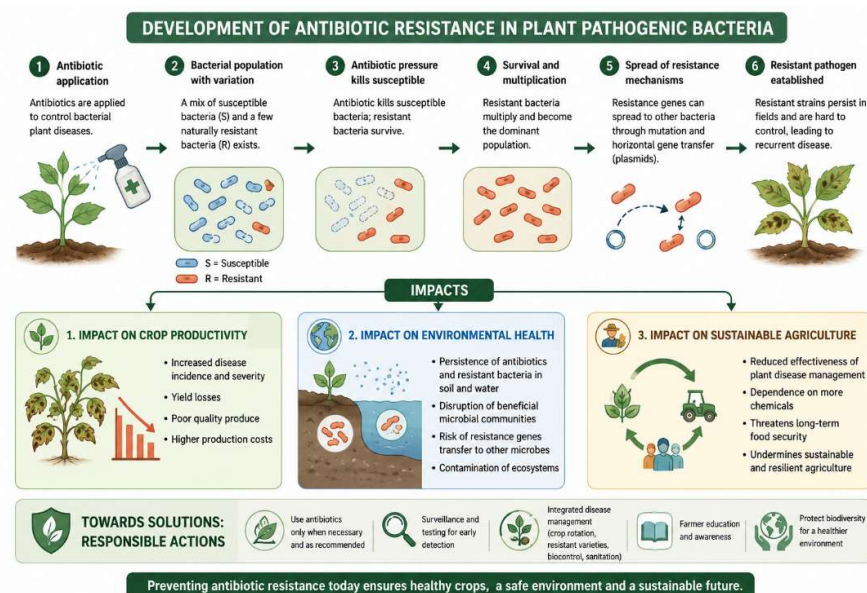 DEVELOPMENT OF ANTIBIOTIC RESISTANCE IN PLANT PATHOGENIC BACTERIA
1
Antibiotic
application
Antibiotics are applied
to control bacterial
plant diseases.
2
Bacterial population
with variation
A mix of susceptible
bacteria (S) and a few
naturally resistant
bacteria (R) exists.
S = Susceptible
R = Resistant
3
Antibiotic pressure
kills susceptible
Antibiotic kills susceptible
bacteria; resistant
bacteria survive.
4
Survival and
multiplication
Resistant bacteria
multiply and become
the dominant
population.
5
Spread of resistance
mechanisms
Resistance genes can
spread to other bacteria
through mutation and
horizontal gene transfer
(plasmids).
6
Resistant pathogen
eatablished
Resistant strains persist in
fields and are hard to
control, leading to
recurrent disease.
IMPACTS
1. IMPACT ON CROP PRODUCTIVITY
• Increased disease
incidence and severity
• Yield losses
• Poor quality produce
• Higher production costs
2. IMPACT ON ENVIRONMENTAL HEALTH
• Persistence of antibiotics
and resistant bacteria in
soil and water
• Disruption of beneficial
microbial communities
• Risk of resistance genes
transfer to other microbes
• Contamination of ecosystems
3. IMPACT ON SUSTAINABLE AGRICULTURE
• Reduced effectiveness of
plant disease management
• Dependence on more
chemicals
• Threatens long-term
food security
• Undermines sustainable
and resilient agriculture
TOWARDS SOLUTIONS:
RESPONSIBLE ACTIONS
Use antibiotics
only when necessary
and as recommended
Surveillance and
testing for early
detection
Integrated disease
management
(crop rotation,
resistant varieties,
biocontrol, sanitation)
Farmer education
and awareness
Protect biodiversity
for a healthier
environment
Preventing antibiotic resistance today ensures healthy crops, a safe environment and a sustainable future.